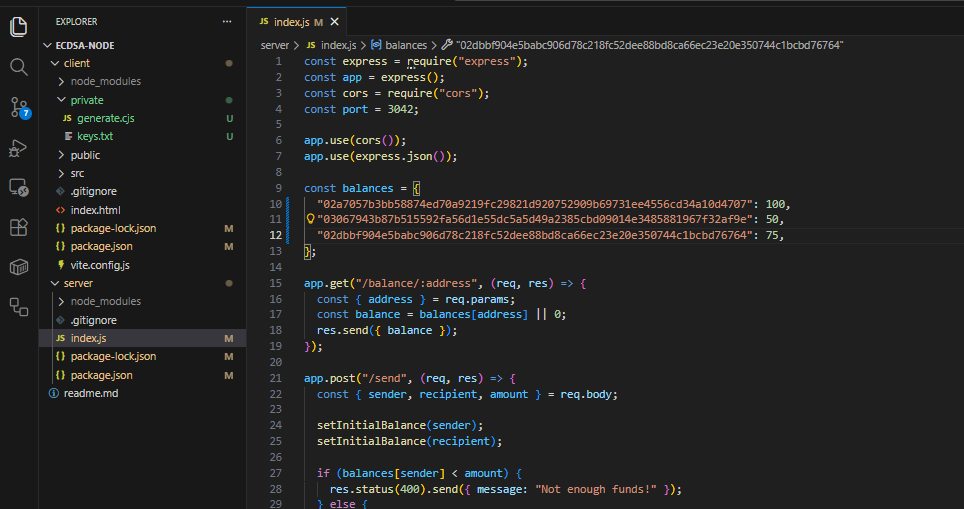 EXPLORER
ECDSA-NODE
client
node_modules
private
JS generate.cjs U
keys.txt U
public
src
.gitignore
index.html
package-lock.json M
package.json M
vite.config.js
server
node_modules
.gitignore
JS index.js M
package-lock.json M
package.json M
readme.md
7
JS index.js M
server > JS index.js > balances > "02dbbf904e5babc906d78c218fc52dee88bd8ca66ec23e20e350744c1bcbd76764"
1 const express = require("express");
2 const app = express();
3 const cors = require("cors");
4 const port = 3042;
5
6 app.use(cors());
7 app.use(express.json());
8
9 const balances = {
10 "02a7057b3bb58874ed70a9219fc29821d920752909b69731ee4556cd34a10d4707": 100,
11 "03067943b87b515592fa56d1e55dc5a5d49a2385cbd09014e3485881967f32af9e": 50,
12 "02dbbf904e5babc906d78c218fc52dee88bd8ca66ec23e20e350744c1bcbd76764": 75,
13 };
14
15 app.get("/balance/:address", (req, res) => {
16 const { address } = req.params;
17 const balance = balances[address] || 0;
18 res.send({ balance });
19 });
20
21 app.post("/send", (req, res) => {
22 const { sender, recipient, amount } = req.body;
23
24 setInitialBalance(sender);
25 setInitialBalance(recipient);
26
27 if (balances[sender] < amount) {
28 res.status(400).send({ message: "Not enough funds!" });
29 } else {